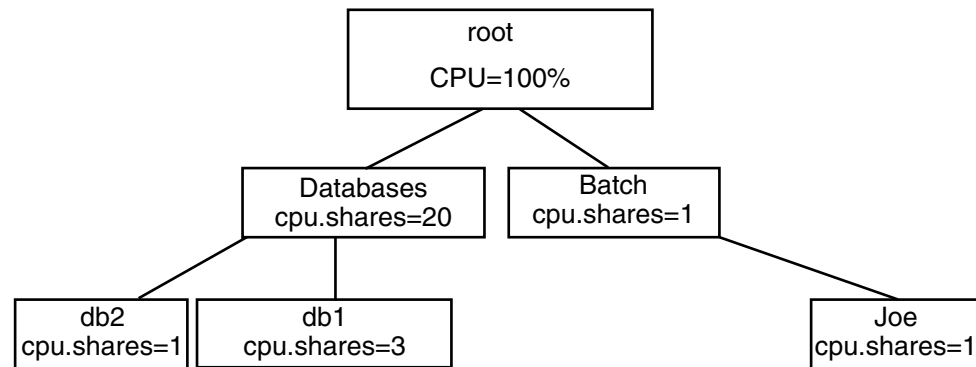 root
CPU=100%
Databases
cpu.shares=20
Batch
cpu.shares=1
db2
cpu.shares=1
db1
cpu.shares=3
Joe
cpu.shares=1